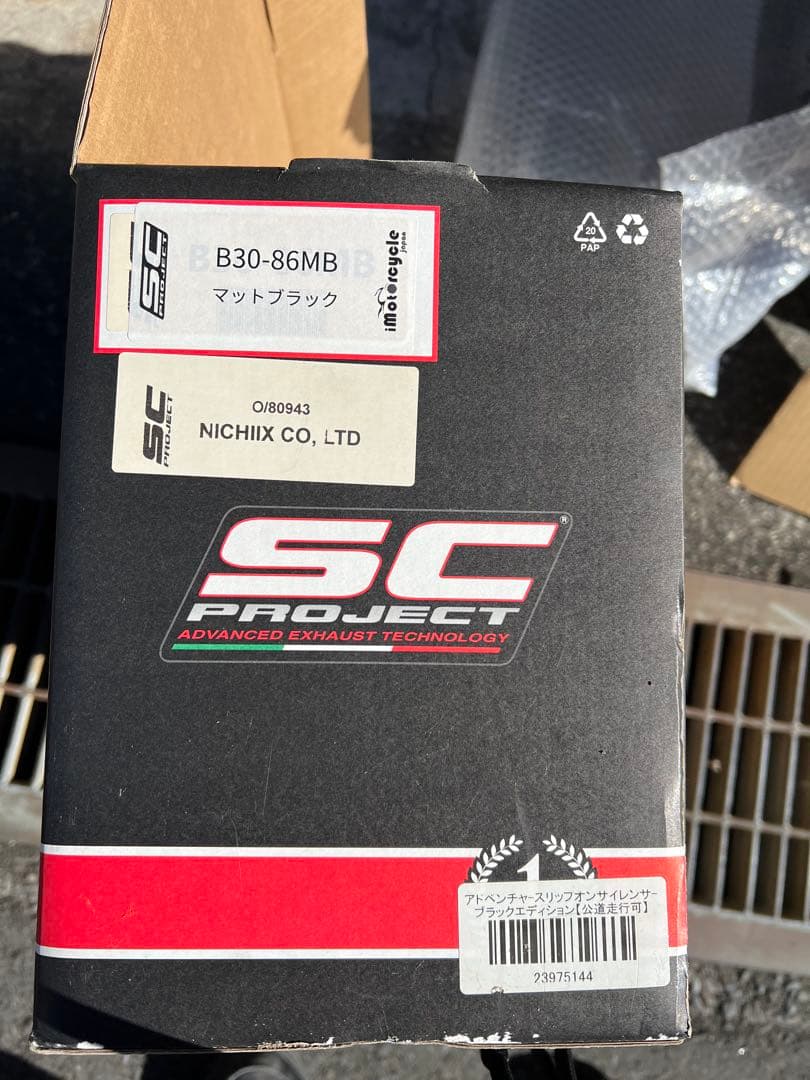 SC
PROJECT
B30-86MB
マットブラック
iMotorcycle
japan
20
PAP
SC
PROJECT
O/80943
NICHIIX CO, LTD
SC®
PROJECT
ADVANCED EXHAUST TECHNOLOGY
1
アドベンチャースリップオンサイレンサー
ブラックエディション【公道走行可】
23975144